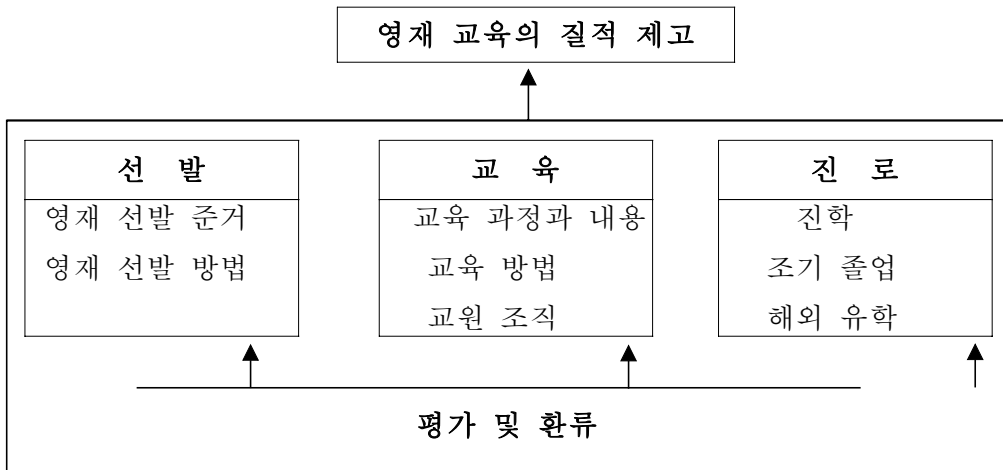 영재 교육의 질적 제고
선 발
영재 선발 준거
영재 선발 방법
교 육
교육 과정과 내용
교육 방법
교원 조직
진 로
진학
조기 졸업
해외 유학
평가 및 환류